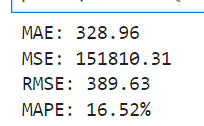 MAE: 328.96
MSE: 151810.31
RMSE: 389.63
MAPE: 16.52%